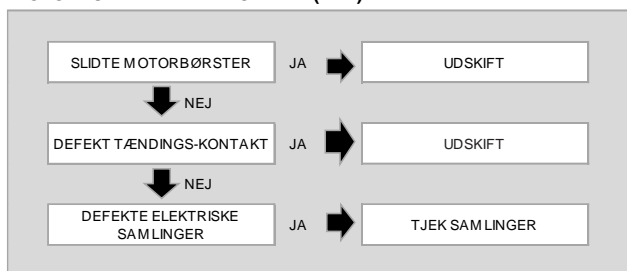 SLIDTE MOTORBØRSTER JA UDSKIFT
NEJ
DEFEKT TÆNDINGS-KONTAKT JA UDSKIFT
NEJ
DEFEKTE ELEKTRISKE
SAMLINGER
JA TJEK SAMLINGER